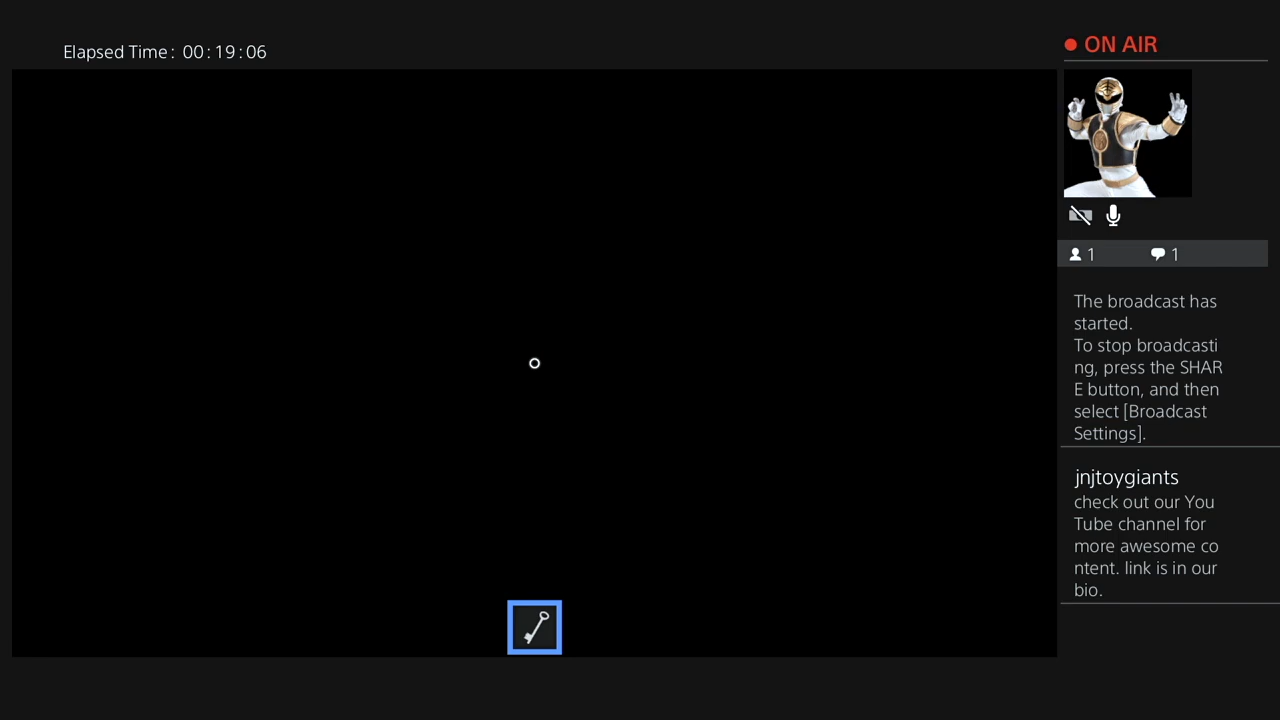 Elapsed Time: 00:19:06
ON AIR
1 1
The broadcast has
started.
To stop broadcasti
ng, press the SHAR
E button, and then
select [Broadcast
Settings].
jnjtoygiants
check out our You
Tube channel for
more awesome co
ntent. link is in our
bio.